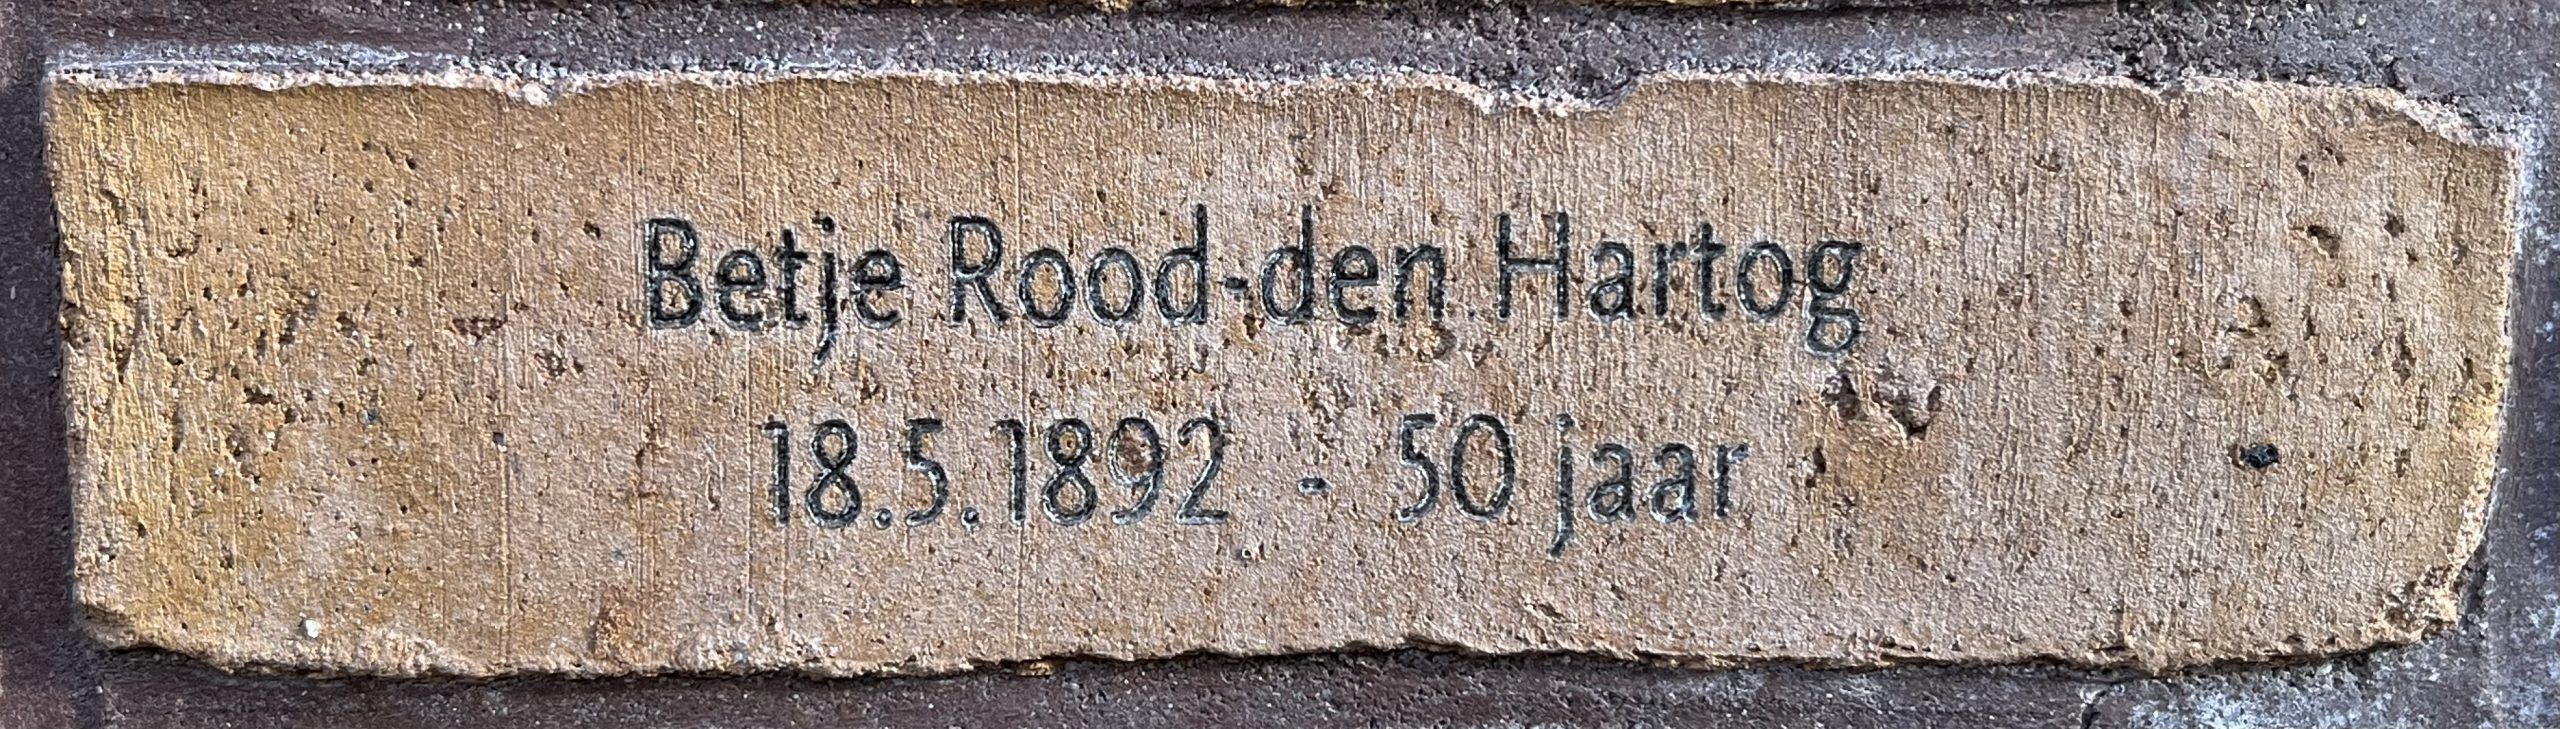 Betje Rood-den Hartog
18.5.1892 - 50 jaar